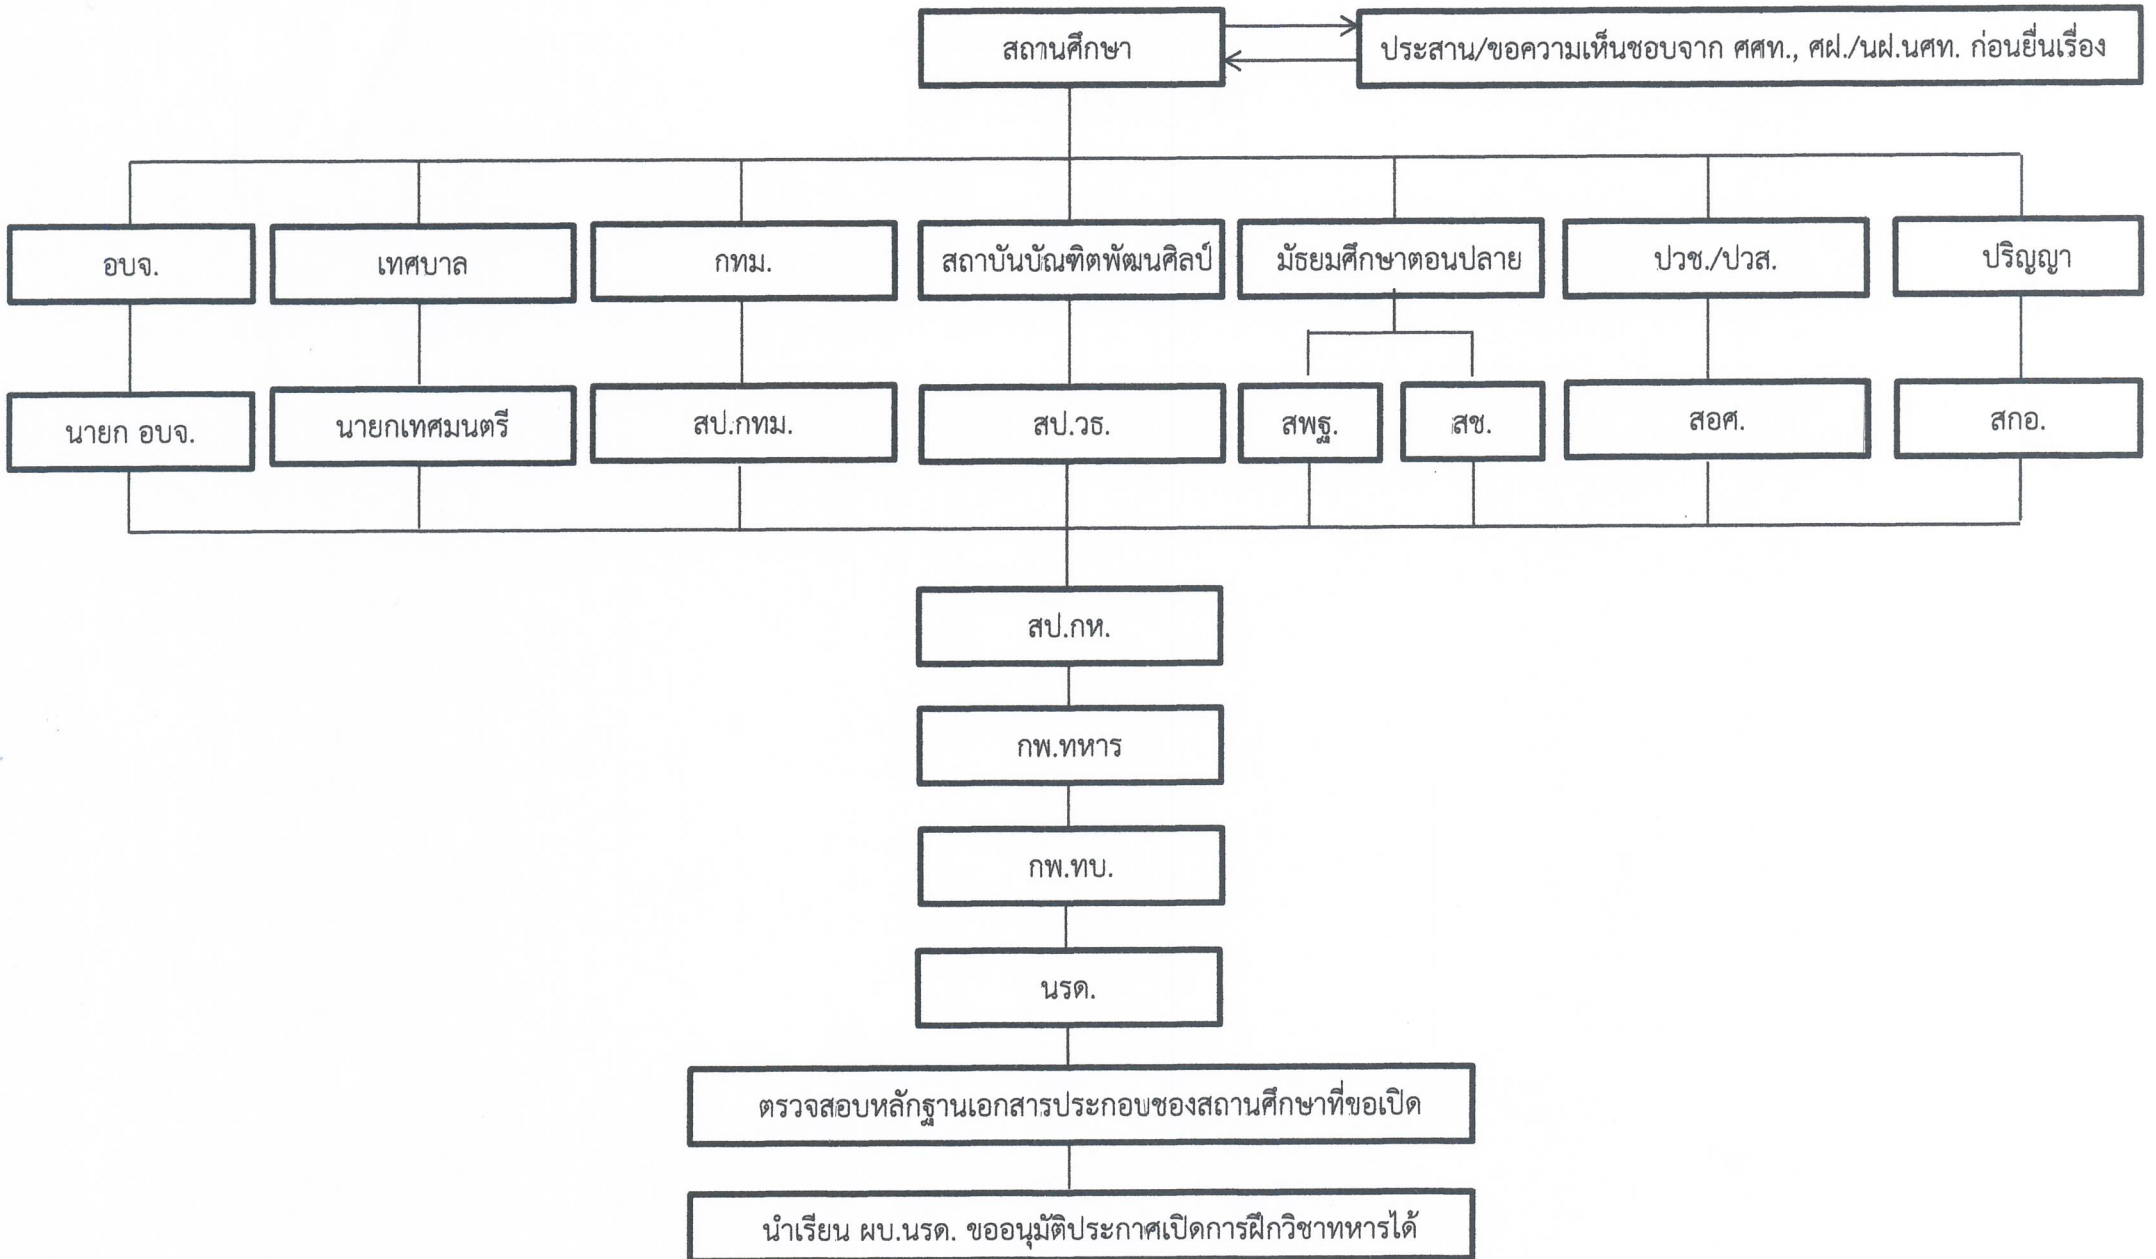 สถานศึกษา
ประสาน/ขอความเห็นชอบจาก ศศท., ศฝ./นฝ.นศท. ก่อนยื่นเรื่อง
อบจ.
เทศบาล
กทม.
สถาบันบัณฑิตพัฒนศิลป์
มัธยมศึกษาตอนปลาย
ปวช./ปวส.
ปริญญา
นายก อบจ.
นายกเทศมนตรี
สป.กทม.
สป.วธ.
สพฐ.
สช.
สอศ.
สกอ.
สป.กห.
กพ.ทหาร
กพ.ทบ.
นรด.
ตรวจสอบหลักฐานเอกสารประกอบชองสถานศึกษาที่ขอเปิด
นำเรียน ผบ.นรด. ขออนุมัติประกาศเปิดการฝึกวิชาทหารได้